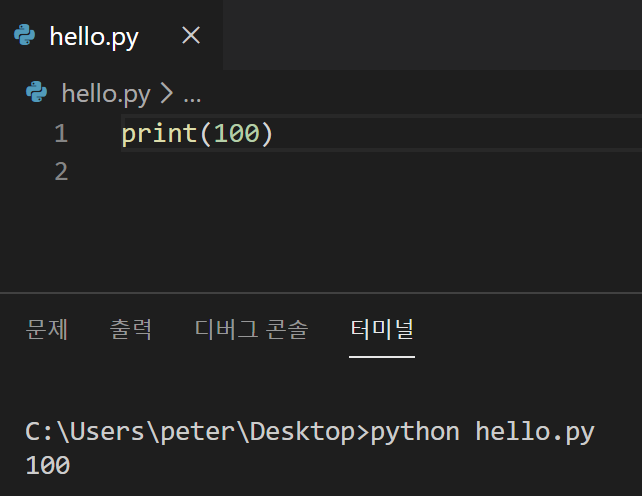 hello.py
hello.py > ...
1 print(100)
2
문제 출력 디버그 콘솔 터미널
C:\Users\peter\Desktop>python hello.py
100